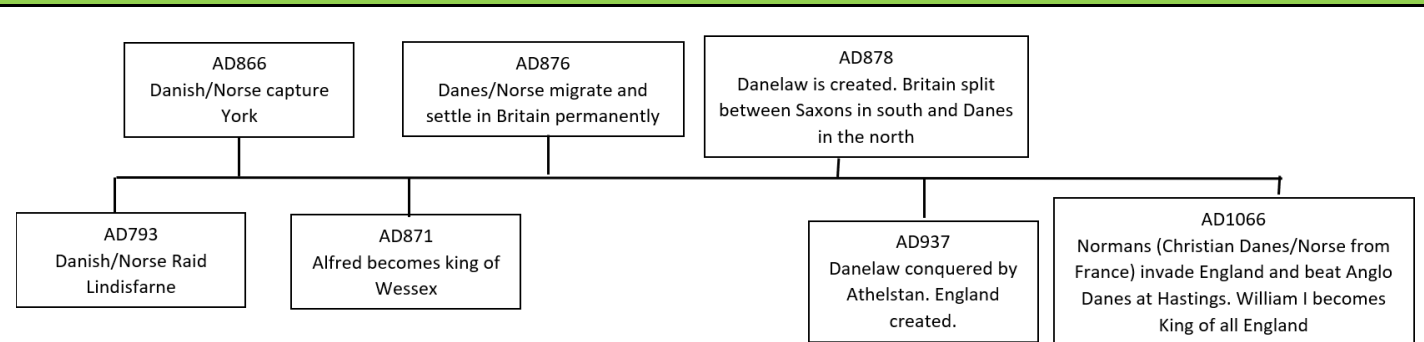 AD866
Danish/Norse capture
York
AD876
Danes/Norse migrate and
settle in Britain permanently
AD878
Danelaw is created. Britain split
between Saxons in south and Danes
in the north
AD793
Danish/Norse Raid
Lindisfarne
AD871
Alfred becomes king of
Wessex
AD937
Danelaw conquered by
Athelstan. England
created.
AD1066
Normans (Christian Danes/Norse from
France) invade England and beat Anglo
Danes at Hastings. William I becomes
King of all England